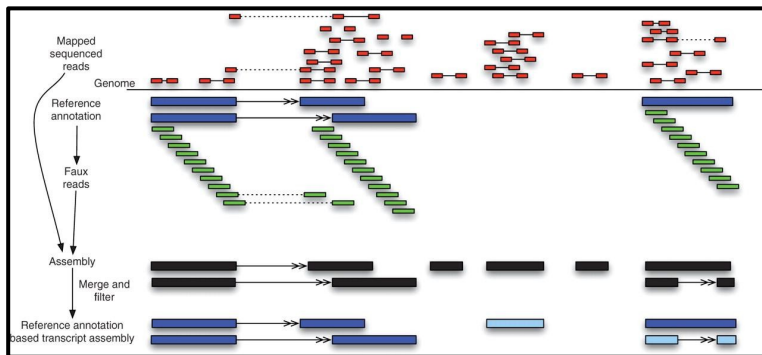 Mapped
sequenced
reads
Genome
Reference
annotation
Faux
reads
Assembly
Merge and
filter
Reference annotation
based transcript assembly